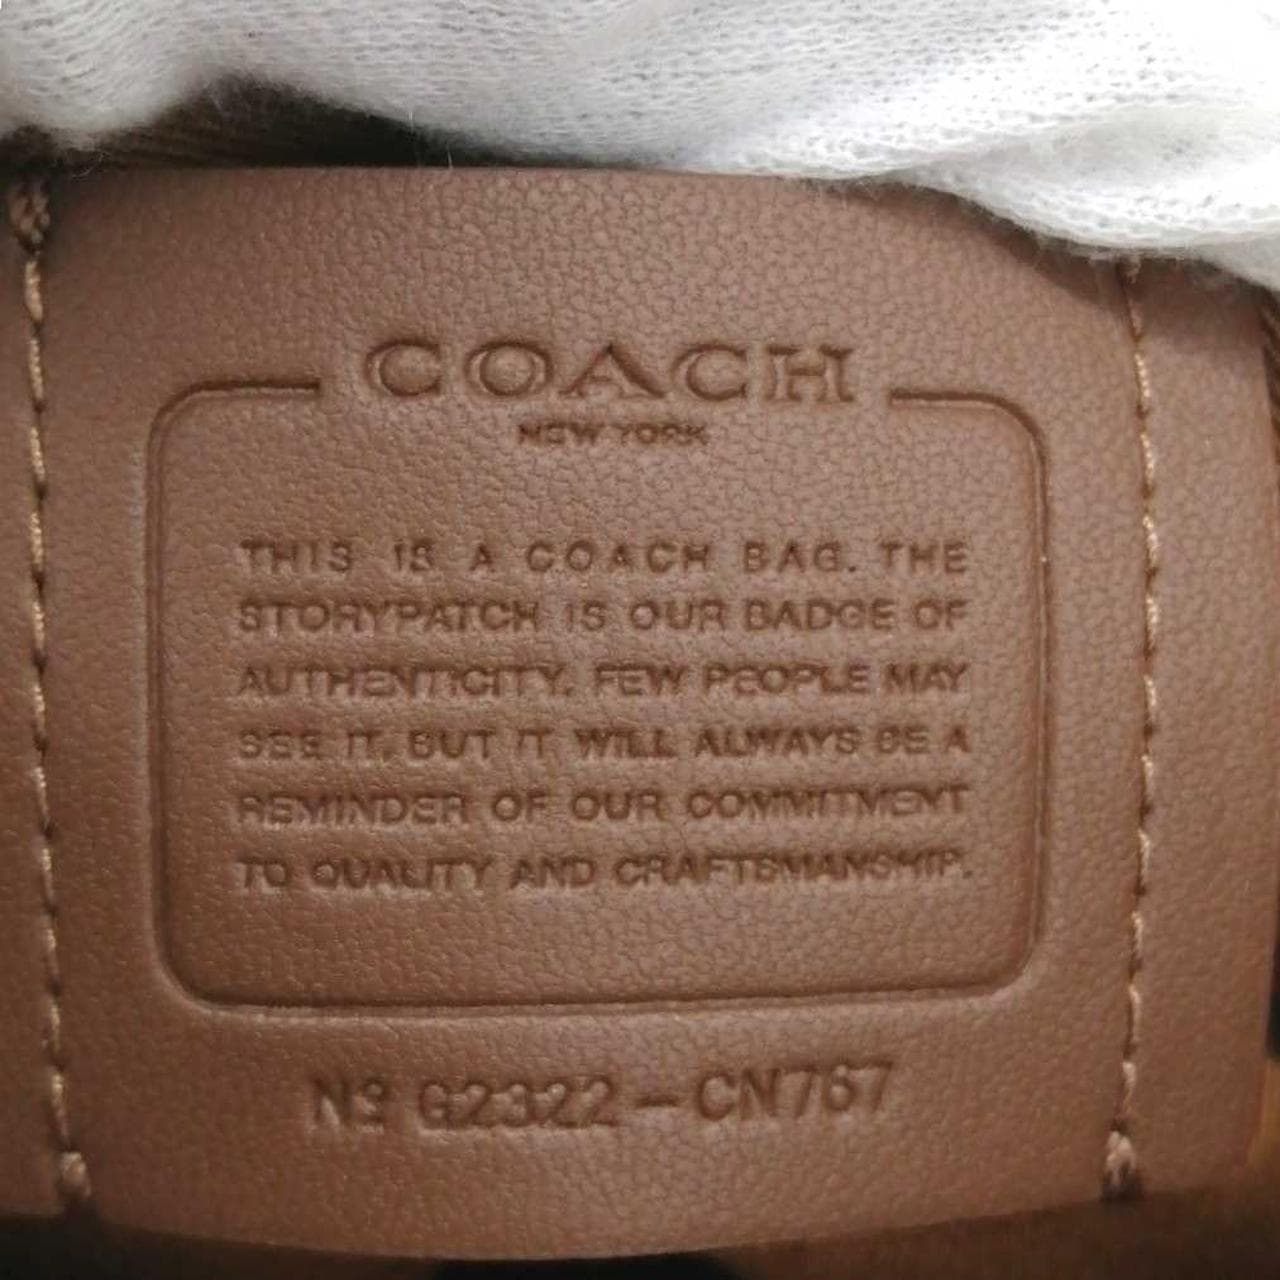 COACH
NEW YORK
THIS IS A COACH BAG. THE
STORYPATCH IS OUR BADGE OF
AUTHENTICITY. FEW PEOPLE MAY
SEE IT, BUT IT WILL ALWAYS BE A
REMINDER OF OUR COMMITMENT
TO QUALITY AND CRAFTSMANSHIP.
Nº G2322-CN767